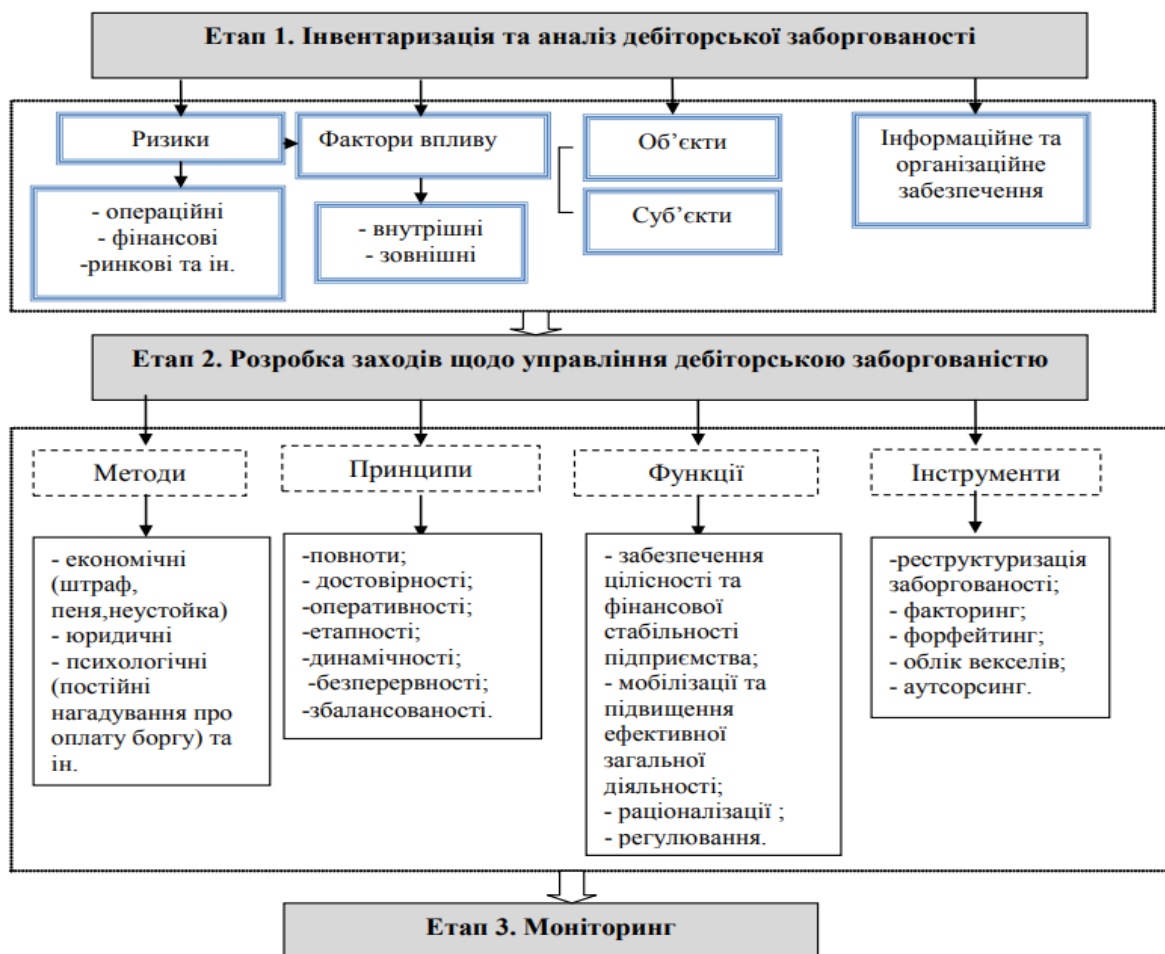 Етап 1. Інвентаризація та аналіз дебіторської заборгованості
Ризики
- операційні
- фінансові
-ринкові та ін.
Фактори впливу
- внутрішні
- зовнішні
Об’єкти
Суб’єкти
Інформаційне та
організаційне
забезпечення
Етап 2. Розробка заходів щодо управління дебіторською заборгованістю
Методи
- економічні
(штраф,
пеня,неустойка)
- юридичні
- психологічні
(постійні
нагадування про
оплату боргу) та
ін.
Принципи
-повноти;
- достовірності;
-оперативності;
-етапності;
-динамічності;
-безперервності;
-збалансованості.
Функції
- забезпечення
цілісності та
фінансової
стабільності
підприємства;
- мобілізації та
підвищення
ефективної
загальної
діяльності;
- раціоналізації ;
- регулювання.
Інструменти
-реструктуризація
заборгованості;
- факторинг;
- форфейтинг;
- облік векселів;
- аутсорсинг.
Етап 3. Моніторинг